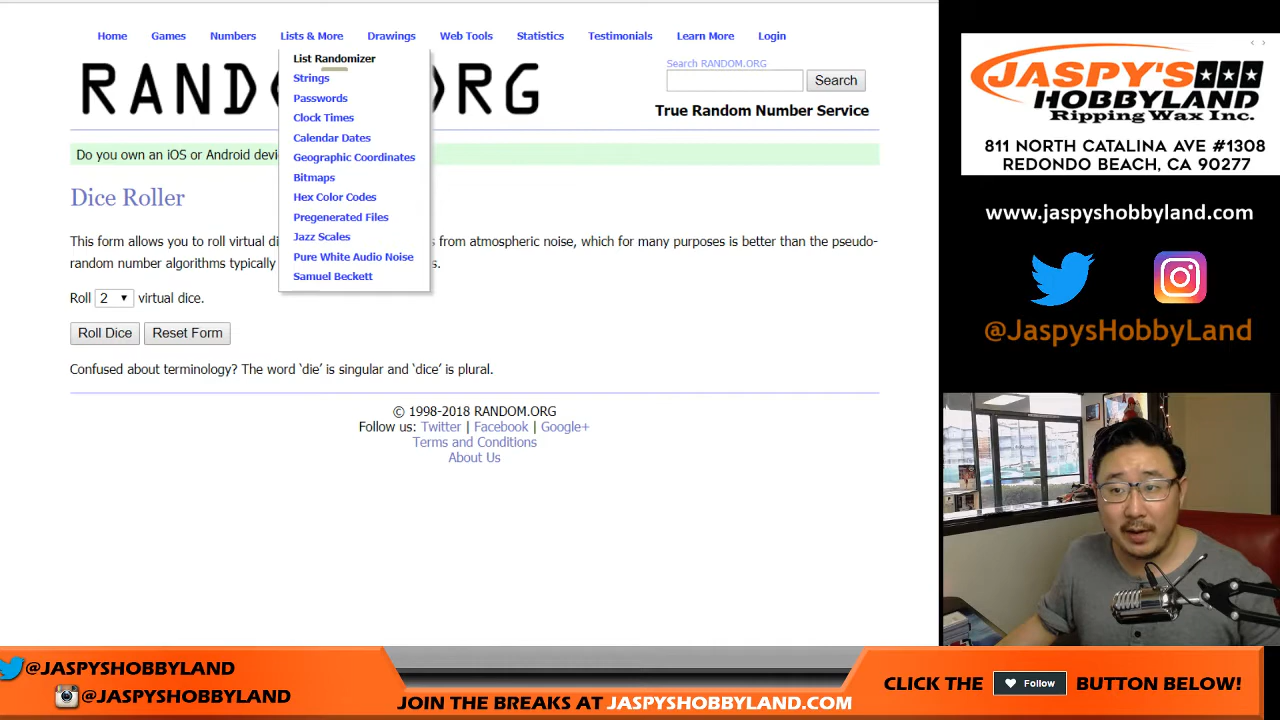 Home Games Numbers Lists & More Drawings Web Tools Statistics Testimonials Learn More Login
List Randomizer
Strings
Passwords
Clock Times
Calendar Dates
Geographic Coordinates
Bitmaps
Hex Color Codes
Pregenerated Files
Jazz Scales
Pure White Audio Noise
Samuel Beckett
Search RANDOM.ORG
Search
True Random Number Service
Do you own an iOS or Android
Dice Roller
This form allows you to roll virtual from atmospheric noise, which for many purposes is better than the pseudo-
random number algorithms typically
Roll 2 virtual dice.
Roll Dice Reset Form
Confused about terminology? The word ‘die’ is singular and ‘dice’ is plural.
© 1998-2018 RANDOM.ORG
Follow us: Twitter | Facebook | Google+
Terms and Conditions
About Us
JASPY'S
HOBBYLAND
Ripping Wax Inc.
811 NORTH CATALINA AVE #1308
REDONDO BEACH, CA 90277
www.jaspyshobbyland.com
@JaspysHobbyLand
@JASPYSHOBBYLAND
@JASPYSHOBBYLAND
JOIN THE BREAKS AT JASPYSHOBBYLAND.COM
CLICK THE Follow BUTTON BELOW!